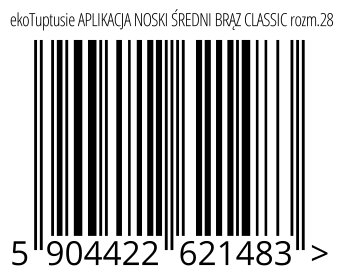 ekoTuptusie APLIKACJA NOSKI ŚREDNI BRĄZ CLASSIC rozm.28
5 904422 621483 >